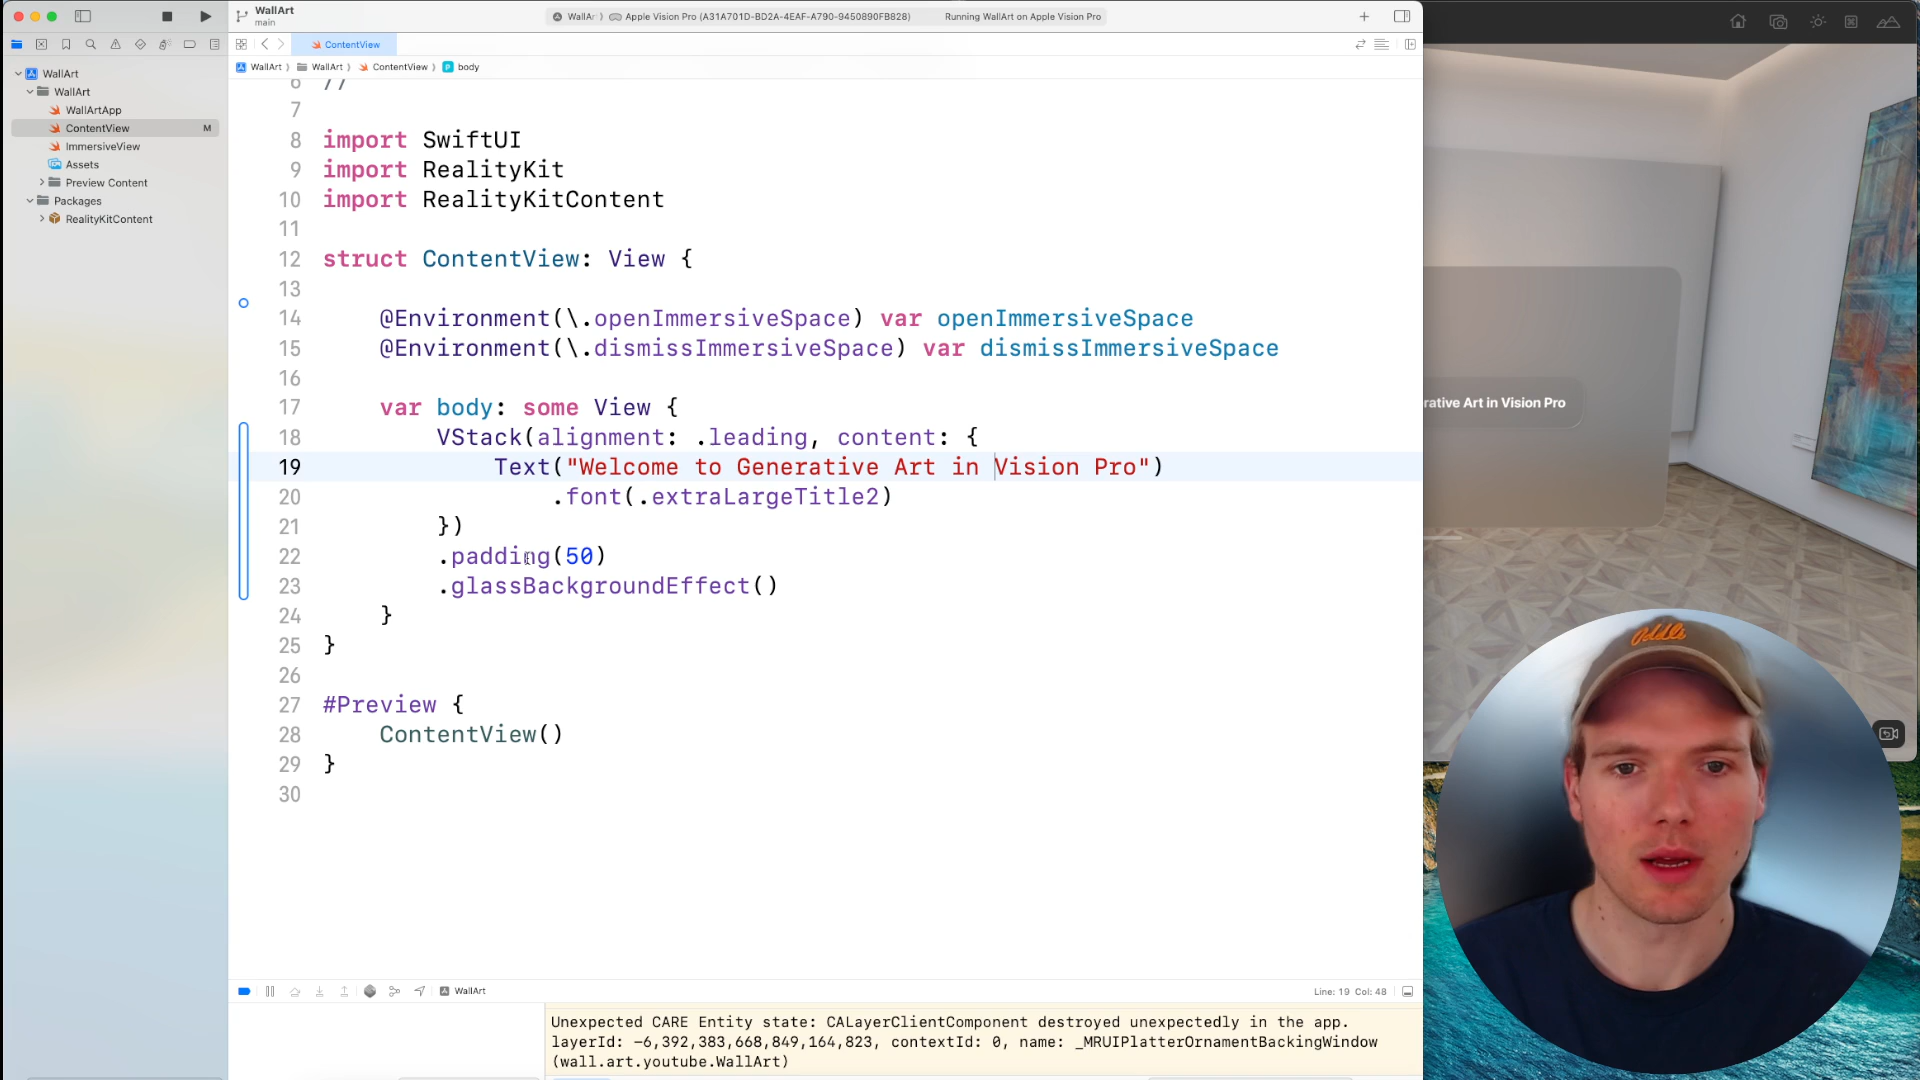 WallArt
main
WallAr
Apple Vision Pro (A31A701D-BD2A-4EAF-A790-9450890FB828)
Running WallArt on Apple Vision Pro
ContentView
WallArt
WallArt
ContentView
body
WallArt
WallArt
WallArtApp
ContentView
M
ImmersiveView
Assets
Preview Content
Packages
RealityKitContent
6 //
7
8 import SwiftUI
9 import RealityKit
10 import RealityKitContent
11
12 struct ContentView: View {
13
14 @Environment(\.openImmersiveSpace) var openImmersiveSpace
15 @Environment(\.dismissImmersiveSpace) var dismissImmersiveSpace
16
17 var body: some View {
18 VStack(alignment: .leading, content: {
19 Text("Welcome to Generative Art in Vision Pro")
20 .font(.extraLargeTitle2)
21 })
22 .padding(50)
23 .glassBackgroundEffect()
24 }
25 }
26
27 #Preview {
28 ContentView()
29 }
30
WallArt
Line: 19 Col: 48
Unexpected CARE Entity state: CALayerClientComponent destroyed unexpectedly in the app.
layerId: -6,392,383,668,849,164,823, contextId: 0, name: _MRUIPlatterOrnamentBackingWindow
(wall.art.youtube.WallArt)
rative Art in Vision Pro
Oddli